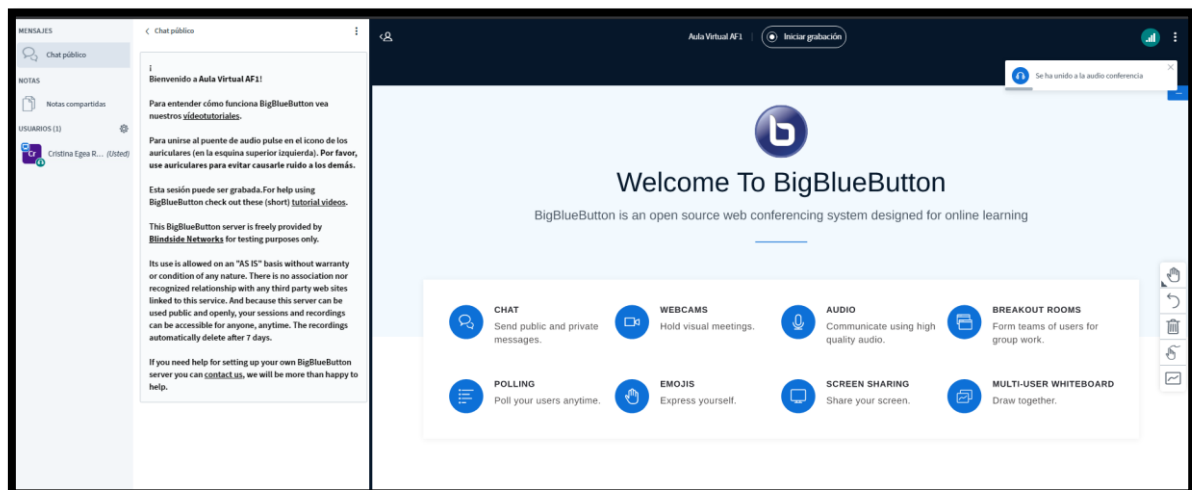 MENSAJES
Chat público
NOTAS
Notas compartidas
USUARIOS (1)
Cr
Cristina Egea R... (Usted)
Chat público
¡
Bienvenido a Aula Virtual AF1!
Para entender cómo funciona BigBlueButton vea
nuestros vídeotutoriales.
Para unirse al puente de audio pulse en el ícono de los
auriculares (en la esquina superior izquierda). Por favor,
use auriculares para evitar causarle ruido a los demás.
Esta sesión puede ser grabada.For help using
BigBlueButton check out these (short) tutorial videos.
This BigBlueButton server is freely provided by
Blindside Networks for testing purposes only.
Its use is allowed on an "AS IS" basis without warranty
or condition of any nature. There is no association nor
recognized relationship with any third party web sites
linked to this service. And because this server can be
used public and openly, your sessions and recordings
can be accessible for anyone, anytime. The recordings
automatically delete after 7 days.
If you need help for setting up your own BigBlueButton
server you can contact us, we will be more than happy to
help.
Aula Virtual AF1
Iniciar grabación
Se ha unido a la audio conferencia
b
Welcome To BigBlueButton
BigBlueButton is an open source web conferencing system designed for online learning
CHAT
Send public and private
messages.
WEBCAMS
Hold visual meetings.
AUDIO
Communicate using high
quality audio.
BREAKOUT ROOMS
Form teams of users for
group work.
POLLING
Poll your users anytime.
EMOJIS
Express yourself.
SCREEN SHARING
Share your screen.
MULTI-USER WHITEBOARD
Draw together.